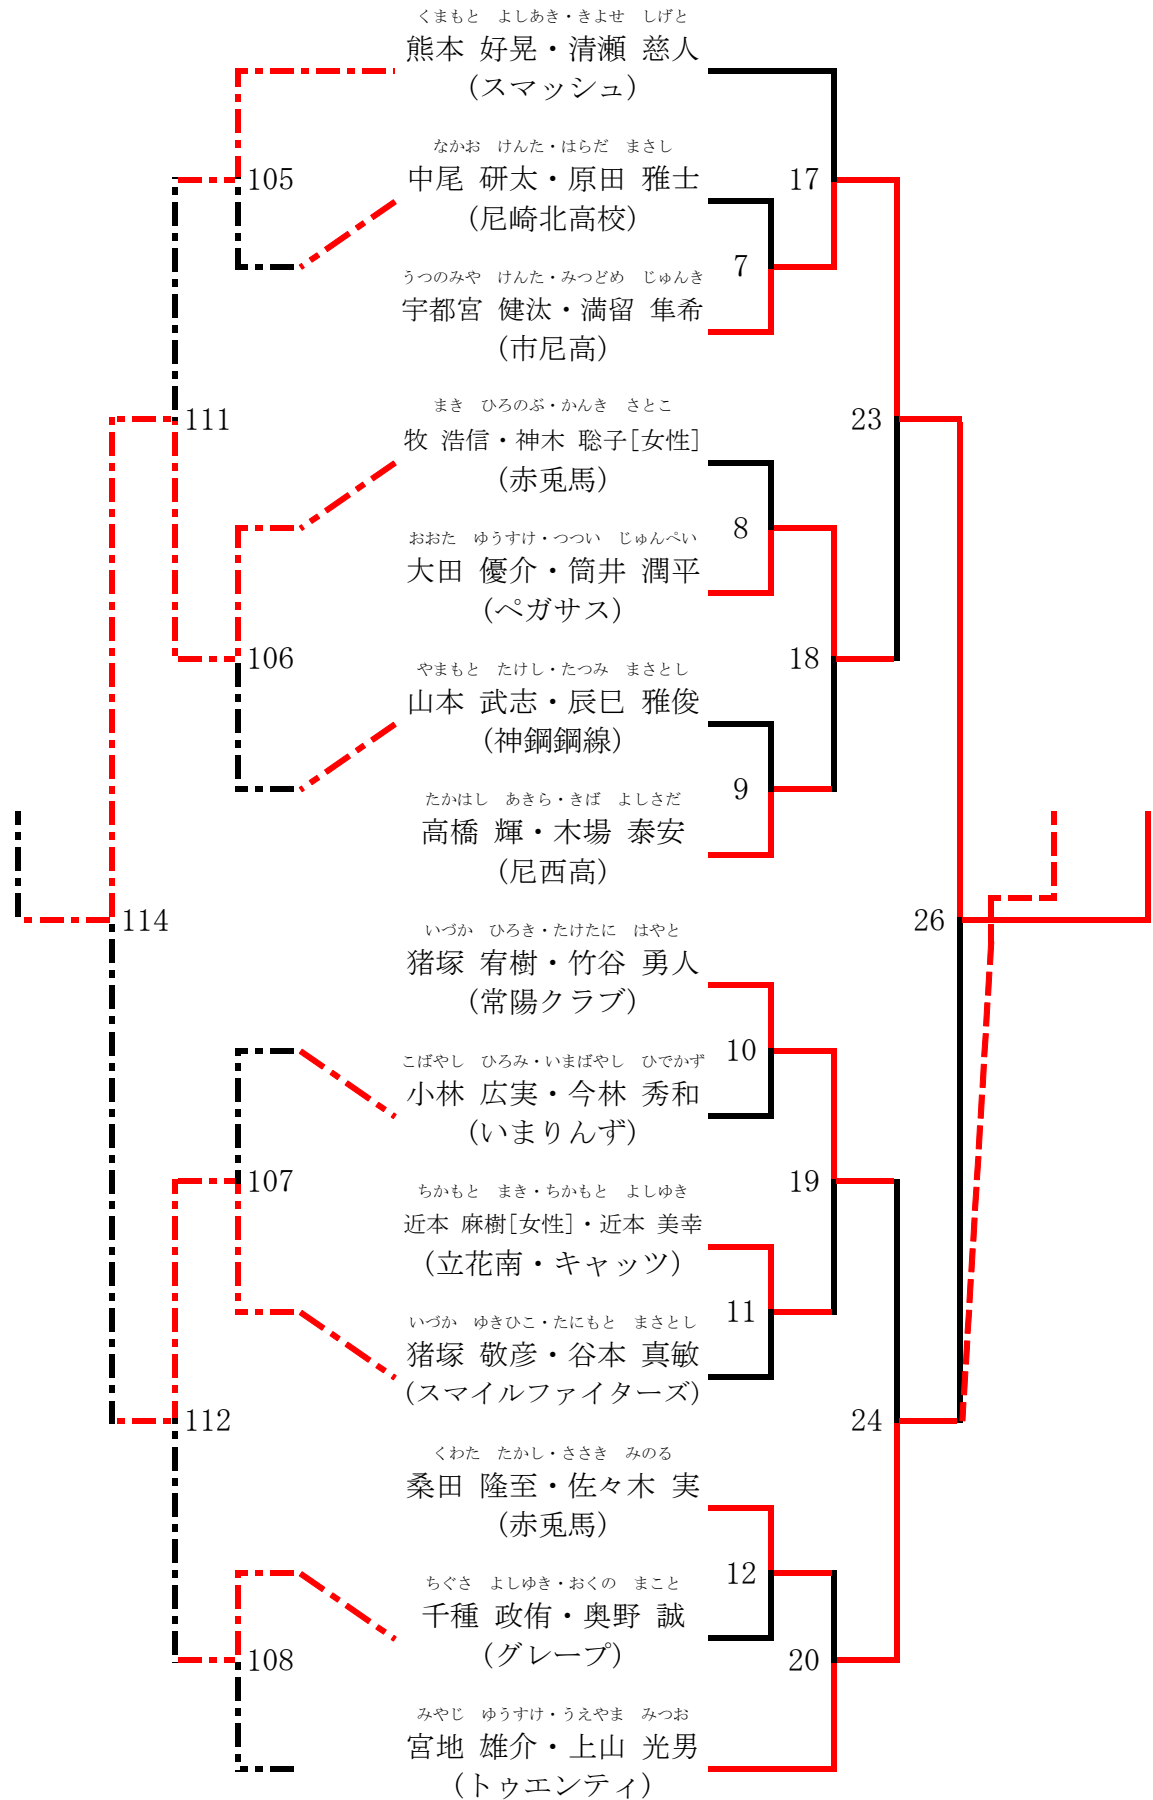 くまもと　よしあき・きよせ　しげと
熊本 好晃・清瀬 慈人
(スマッシュ)
105
なかお　けんた・はらだ　まさし
中尾 研太・原田 雅士
(尼崎北高校)
17
7
うつのみや　けんた・みつどめ　じゅんき
宇都宮 健汰・満留 隼希
(市尼高)
111
まき　ひろのぶ・かんき　さとこ
牧 浩信・神木 聡子[女性]
(赤兎馬)
23
8
おおた　ゆうすけ・つつい　じゅんぺい
大田 優介・筒井 潤平
(ペガサス)
106
18
やまもと　たけし・たつみ　まさとし
山本 武志・辰巳 雅俊
(神鋼鋼線)
9
たかはし　あきら・きば　よしさだ
高橋 輝・木場 泰安
(尼西高)
114
26
いづか　ひろき・たけたに　はやと
猪塚 宥樹・竹谷 勇人
(常陽クラブ)
10
こばやし　ひろみ・いまばやし　ひでかず
小林 広実・今林 秀和
(いまりんず)
107
19
ちかもと　まき・ちかもと　よしゆき
近本 麻樹[女性]・近本 美幸
(立花南・キャッツ)
11
いづか　ゆきひこ・たにもと　まさとし
猪塚 敬彦・谷本 真敏
(スマイルファイターズ)
112
24
くわた　たかし・ささき　みのる
桑田 隆至・佐々木 実
(赤兎馬)
12
ちぐさ　よしゆき・おくの　まこと
千種 政侑・奥野 誠
(グレープ)
108
20
みやじ　ゆうすけ・うえやま　みつお
宮地 雄介・上山 光男
(トゥエンティ)